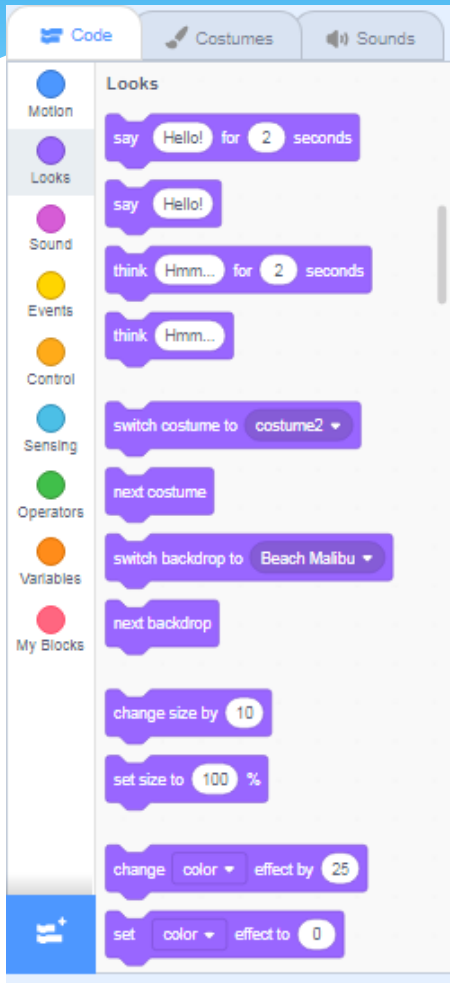 Code Costumes Sounds
Motion
Looks
Sound
Events
Control
Sensing
Operators
Variables
My Blocks
Looks
say Hello! for 2 seconds
say Hello!
think Hmm... for 2 seconds
think Hmm...
switch costume to costume2
next costume
switch backdrop to Beach Malibu
next backdrop
change size by 10
set size to 100 %
change color effect by 25
set color effect to 0